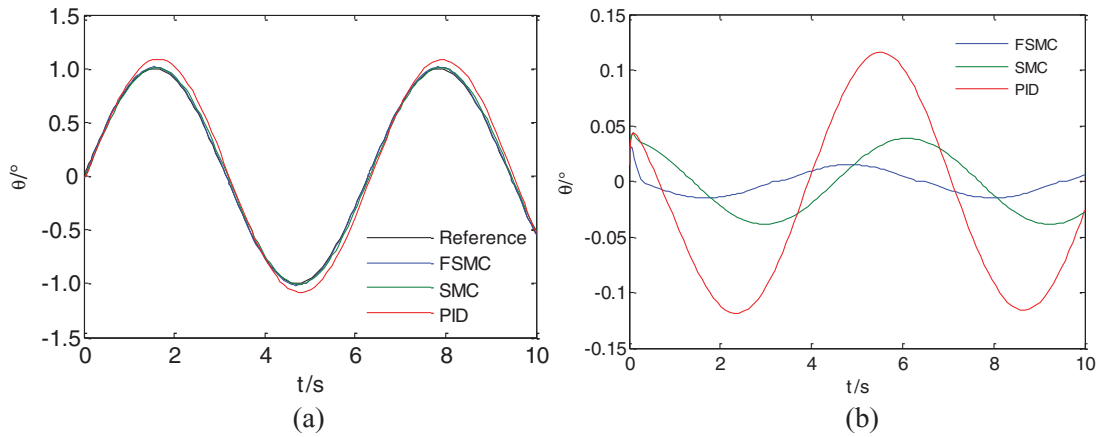 1.5
1.0
0.5
0
-0.5
-1.0
-1.5
θ/°
Reference
FSMC
SMC
PID
0 2 4 6 8 10
t/s
(a)
0.15
0.1
0.05
0
-0.05
-0.1
-0.15
θ/°
FSMC
SMC
PID
0 2 4 6 8 10
t/s
(b)